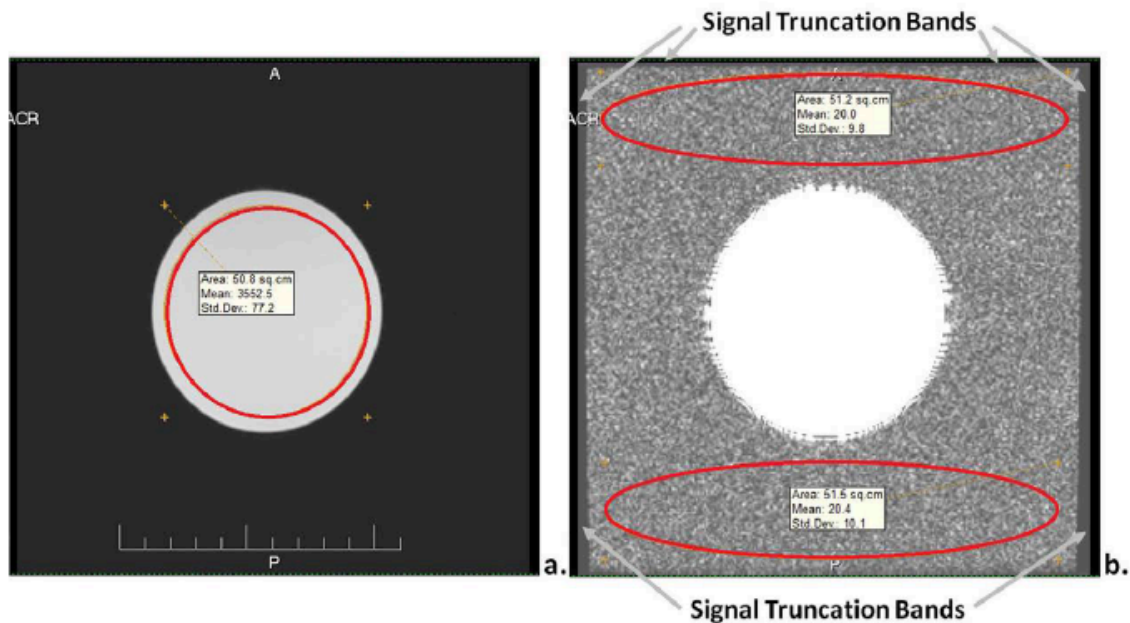 Signal Truncation Bands
A
ACR
Area: 50.8 sq.cm
Mean: 3552.5
Std.Dev.: 77.2
P
a.
ACR
Area: 51.2 sq.cm
Mean: 20.0
Std.Dev.: 9.8
Area: 51.5 sq.cm
Mean: 20.4
Std.Dev.: 10.1
P
b.
Signal Truncation Bands